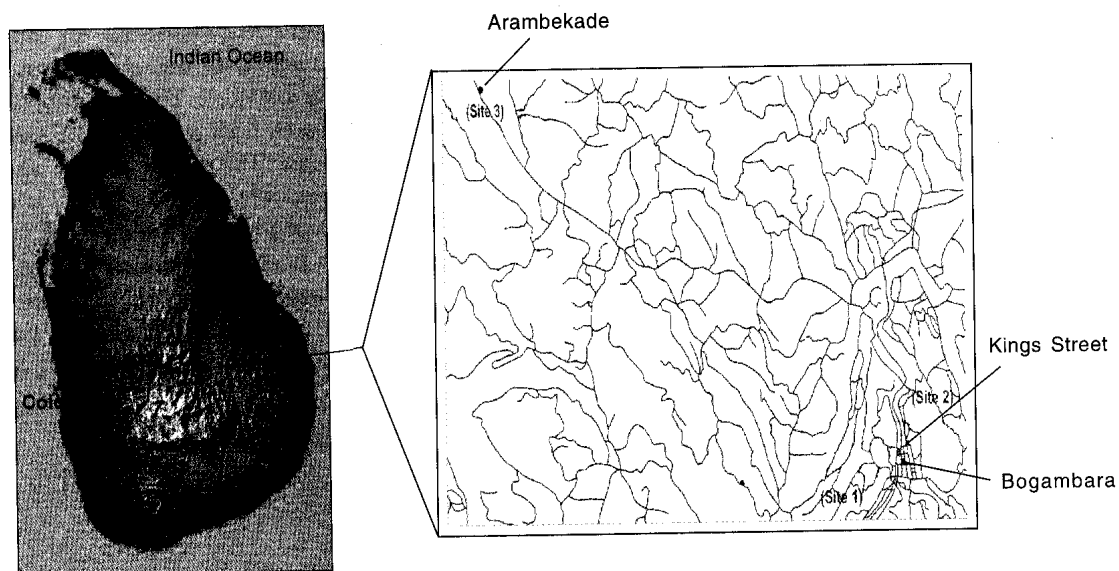 Arambekade
Indian Ocean
(Site 3)
Kings Street
(Site 2)
Bogambara
(Site 1)